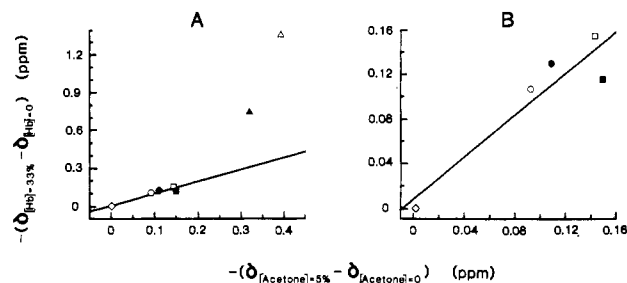 A
B
-(δ[Hb]=33% - δ[Hb]=0) (ppm)
1.2
0.9
0.6
0.3
0
0 0.1 0.2 0.3 0.4
0.16
0.12
0.08
0.04
0
0 0.04 0.08 0.12 0.16
-(δ[Acetone]=5% - δ[Acetone]=0) (ppm)